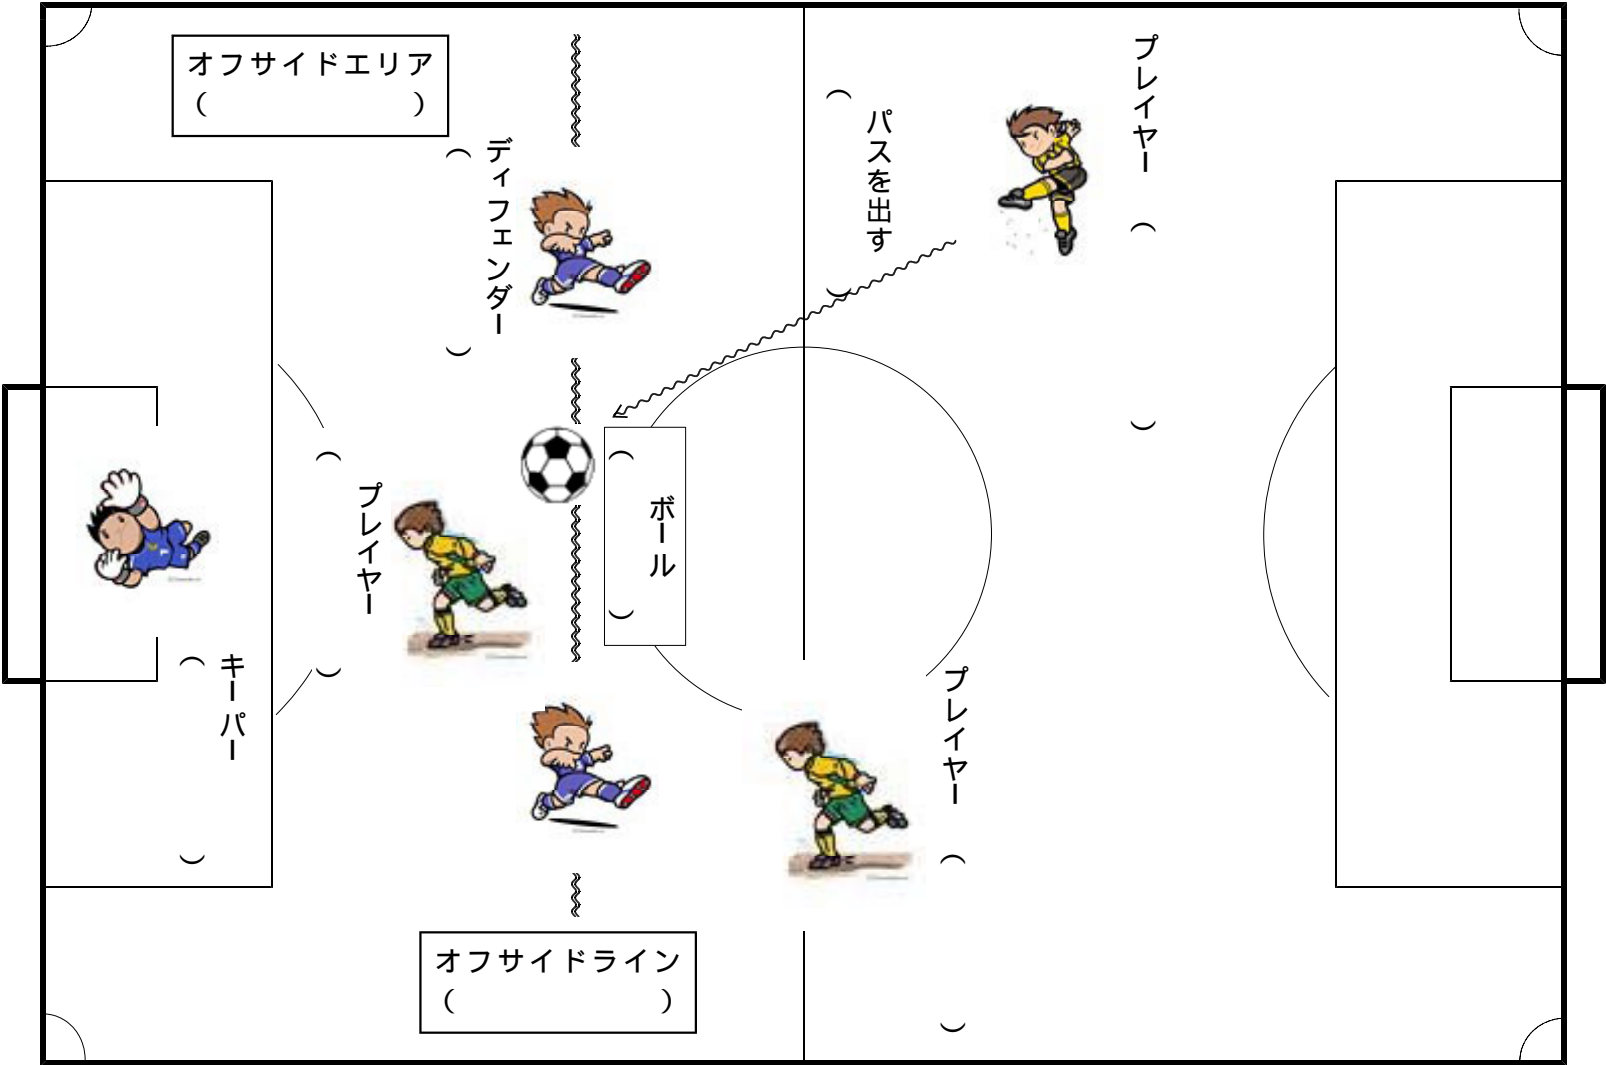 オフサイドエリア
（　　　　　　　）
プレイヤー
（　　　　　　　）
パスを出す
（　　　　　　　）
ディフェンダー
（　　　　　　　）
ボール
（　　　　　　　）
プレイヤー
（　　　　　　　）
キーパー
（　　　　　　　）
プレイヤー
（　　　　　　　）
オフサイドライン
（　　　　　　　）